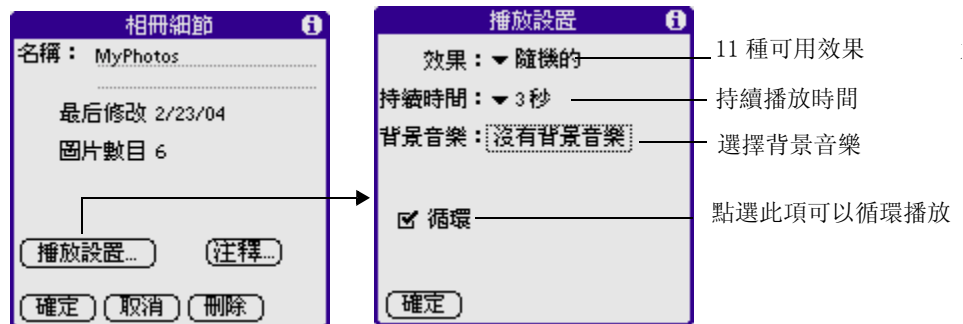 相冊細節
名稱： MyPhotos
最后修改 2/23/04
圖片數目 6
播放設置...
注釋...
確定
取消
刪除
播放設置
效果： 隨機的
持續時間： 3秒
背景音樂： 沒有背景音樂
循環
確定
11 種可用效果
持續播放時間
選擇背景音樂
點選此項可以循環播放